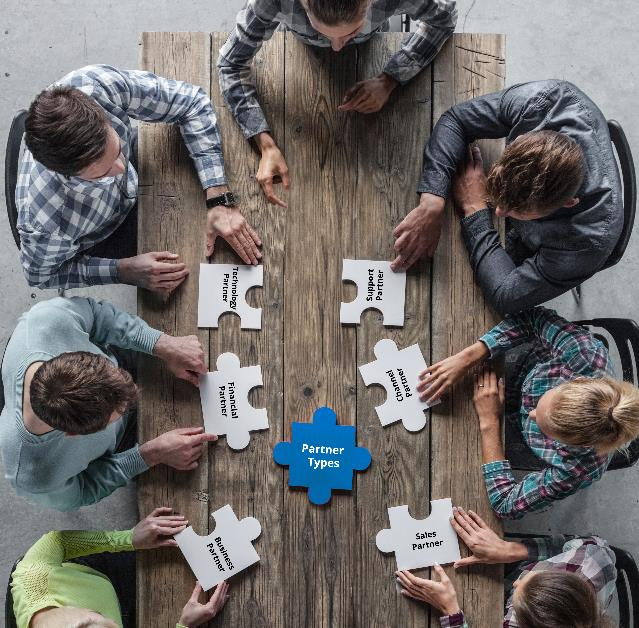 Technology
Partner
Support
Partner
Financial
Partner
Channel
Partner
Partner
Types
Business
Partner
Sales
Partner